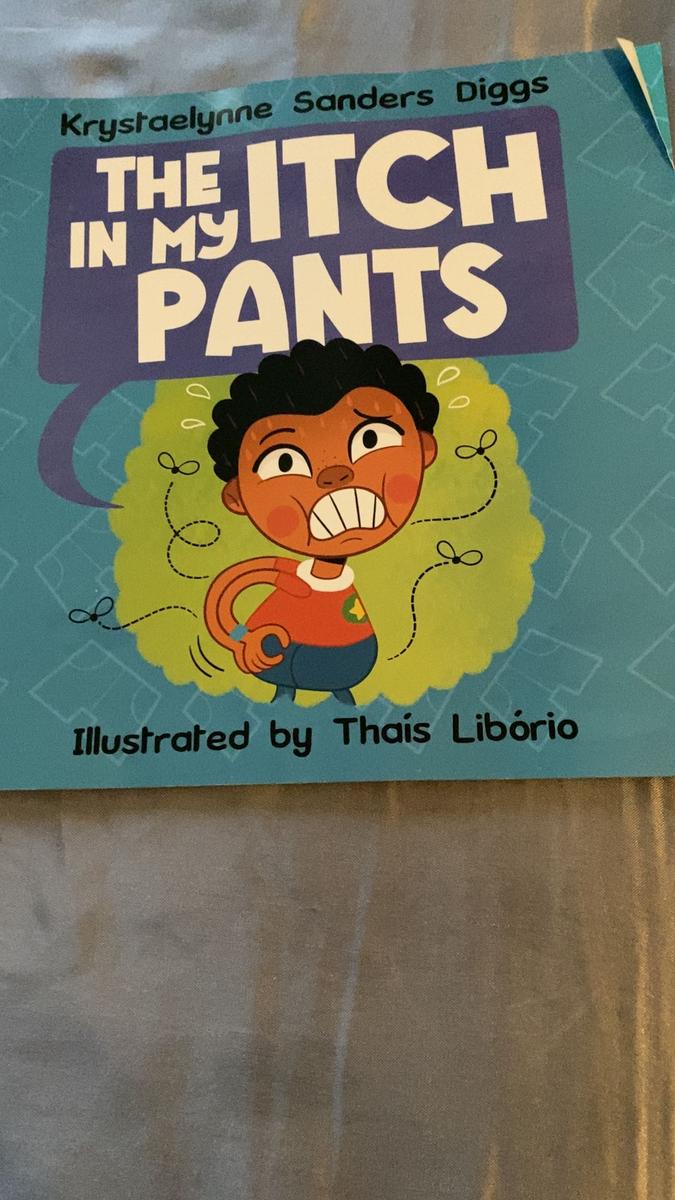 Krystaelynne Sanders Diggs
THE ITCH
IN MY
PANTS
Illustrated by Thaís Libório